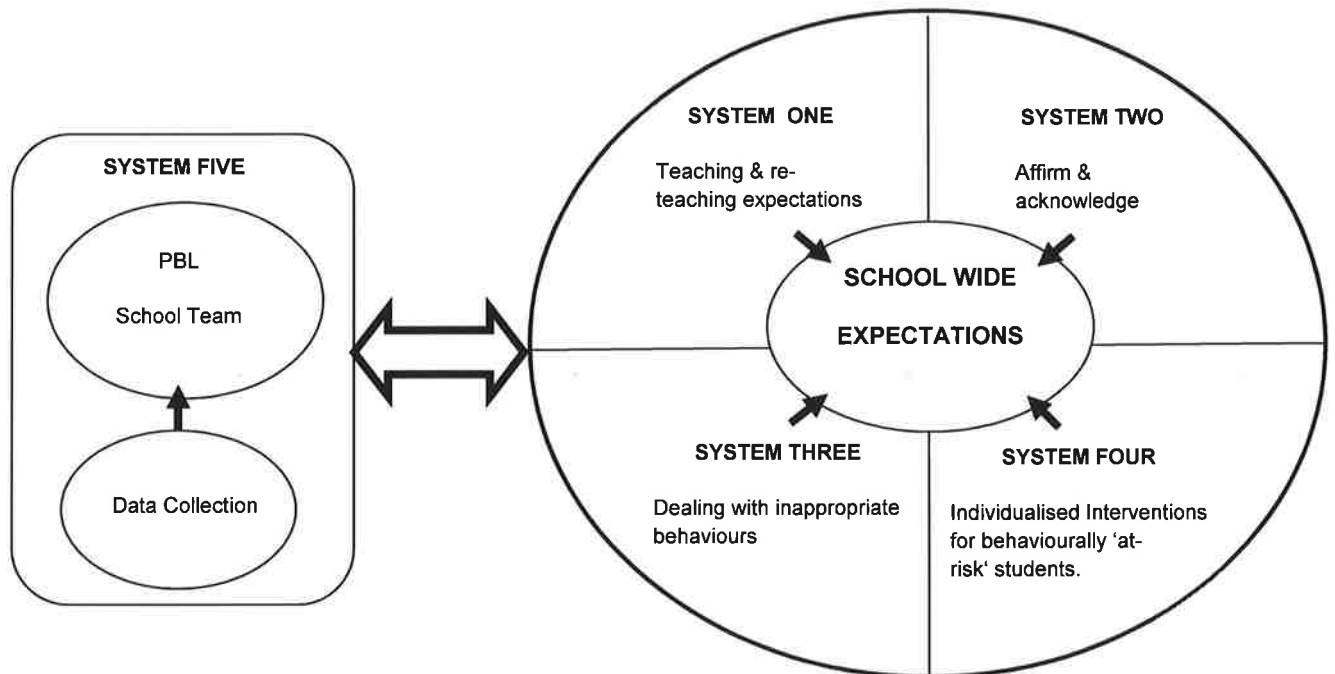 SYSTEM FIVE
PBL
School Team
Data Collection
SYSTEM ONE
Teaching & re-
teaching expectations
SYSTEM TWO
Affirm &
acknowledge
SCHOOL WIDE
EXPECTATIONS
SYSTEM THREE
Dealing with inappropriate
behaviours
SYSTEM FOUR
Individualised Interventions
for behaviourally ‘at-
risk‘ students.